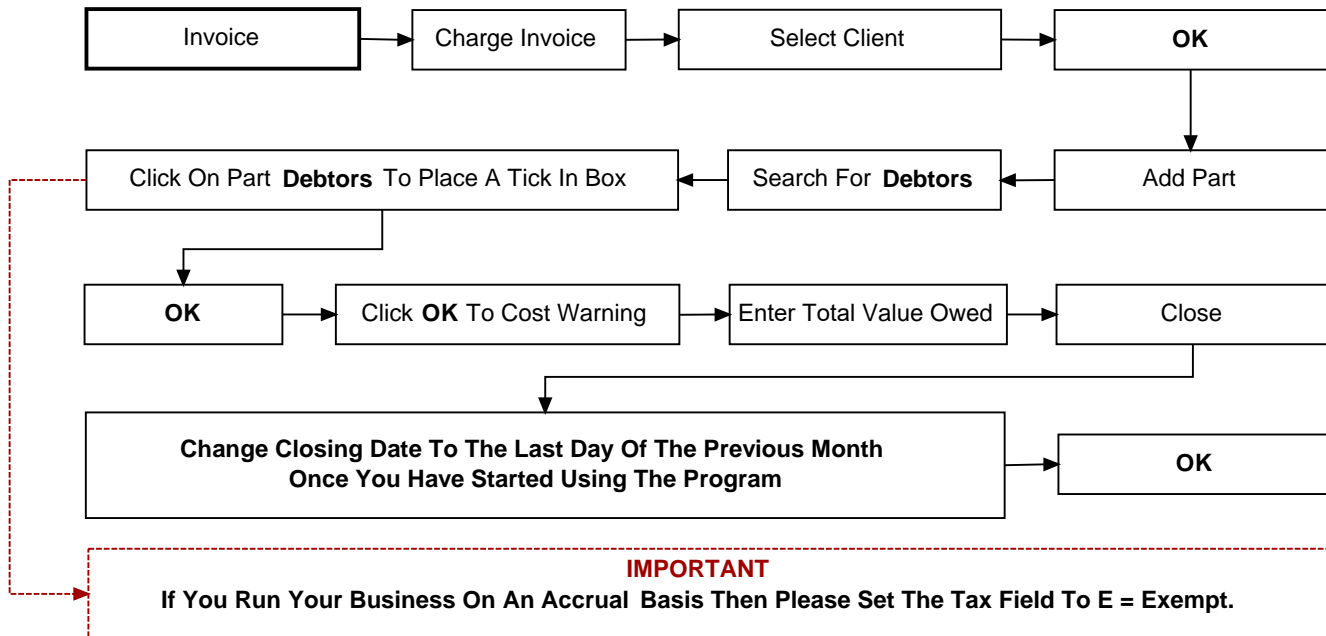 Invoice
Charge Invoice
Select Client
OK
Add Part
Search For Debtors
Click On Part Debtors To Place A Tick In Box
OK
Click OK To Cost Warning
Enter Total Value Owed
Close
Change Closing Date To The Last Day Of The Previous Month
Once You Have Started Using The Program
OK
IMPORTANT
If You Run Your Business On An Accrual Basis Then Please Set The Tax Field To E = Exempt.